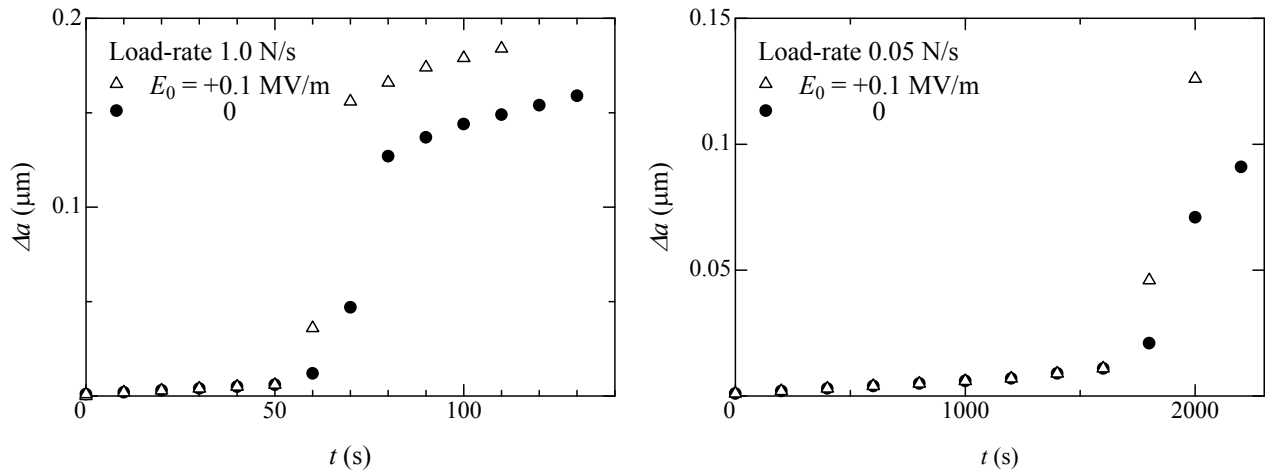 0.2
Load-rate 1.0 N/s
△ E₀ = +0.1 MV/m
● 0
0.1
Δa (μm)
0 50 100
t (s)
0.15
Load-rate 0.05 N/s
△ E₀ = +0.1 MV/m
● 0
0.1
0.05
Δa (μm)
0
0 1000 2000
t (s)